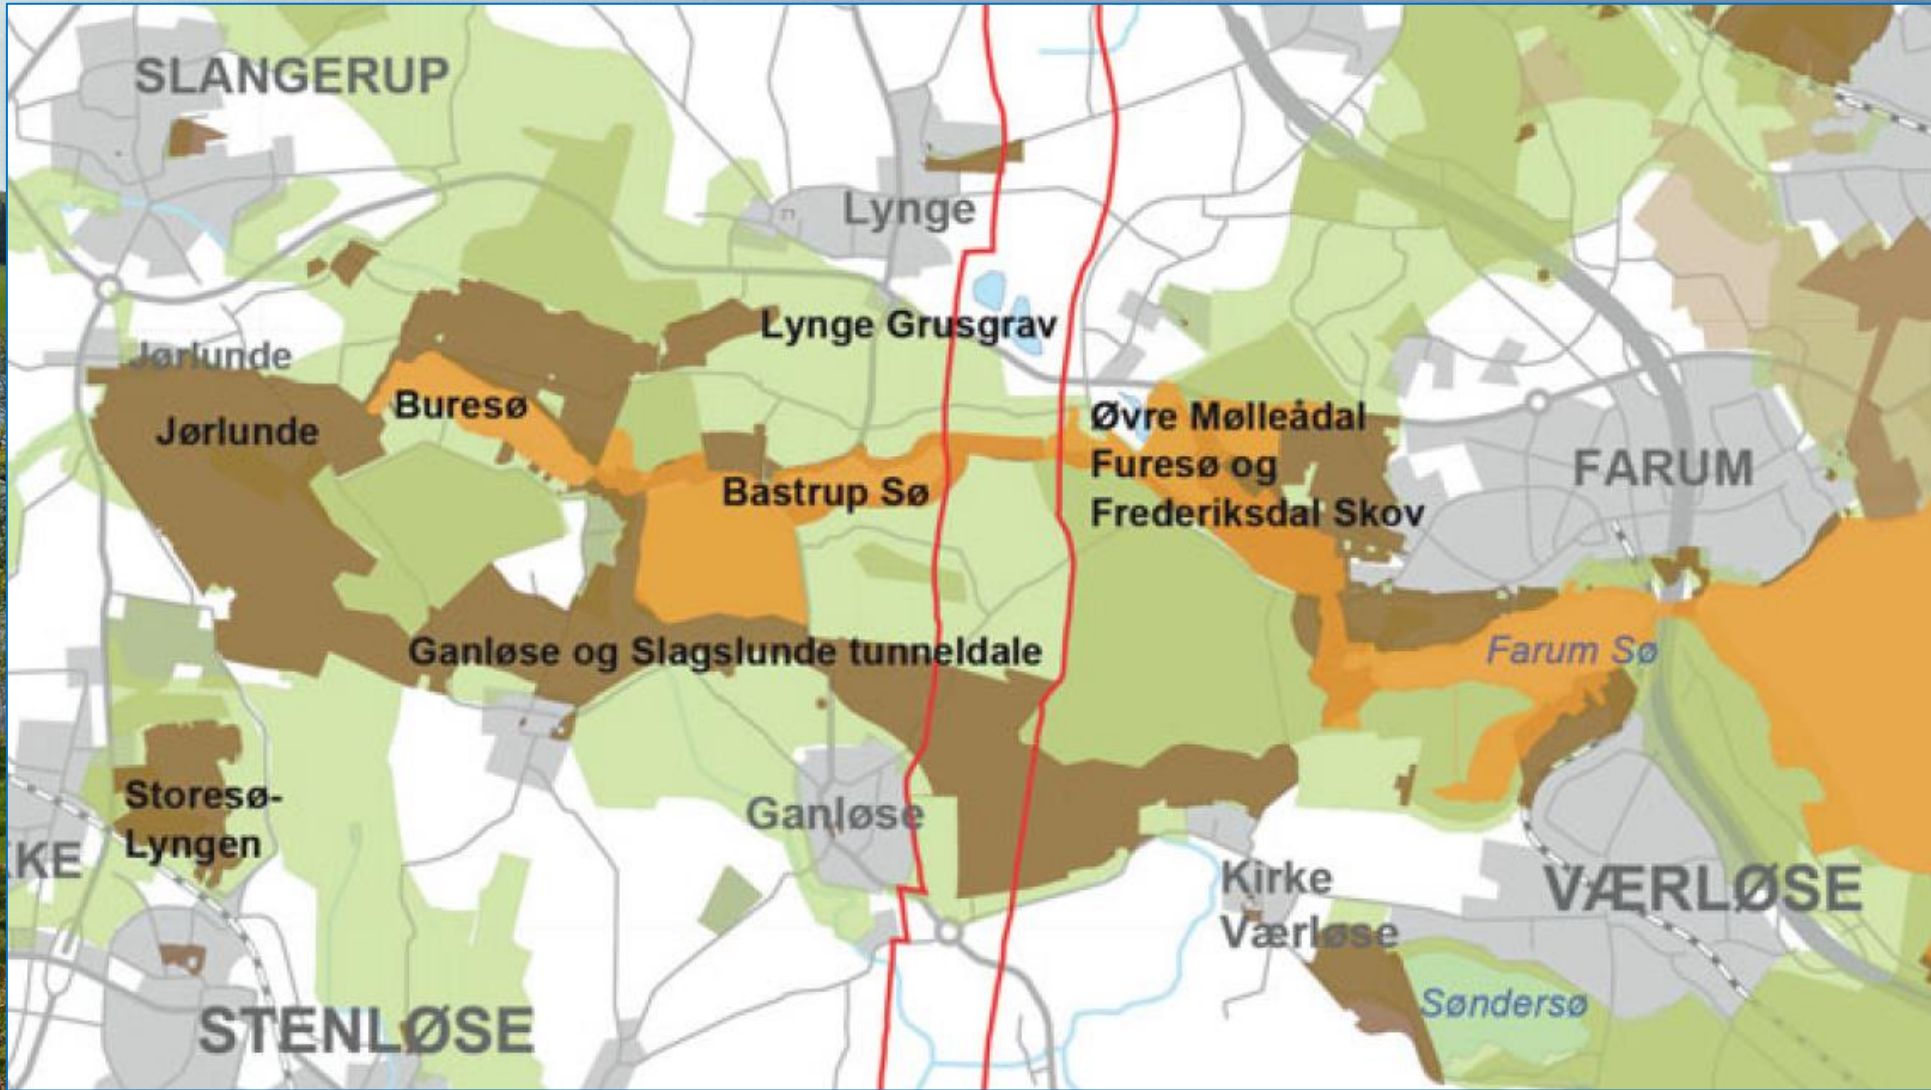 SLANGERUP
Lynge
Lynge Grusgrav
Jørlunde
Buresø
Jørlunde
Øvre Mølleådal
Furesø og
Frederiksdal Skov
FARUM
Bastrup Sø
Ganløse og Slagslunde tunneldale
Farum Sø
Storesø-
Lyngen
Ganløse
KE
Kirke
Værløse
VÆRLØSE
Søndersø
STENLØSE